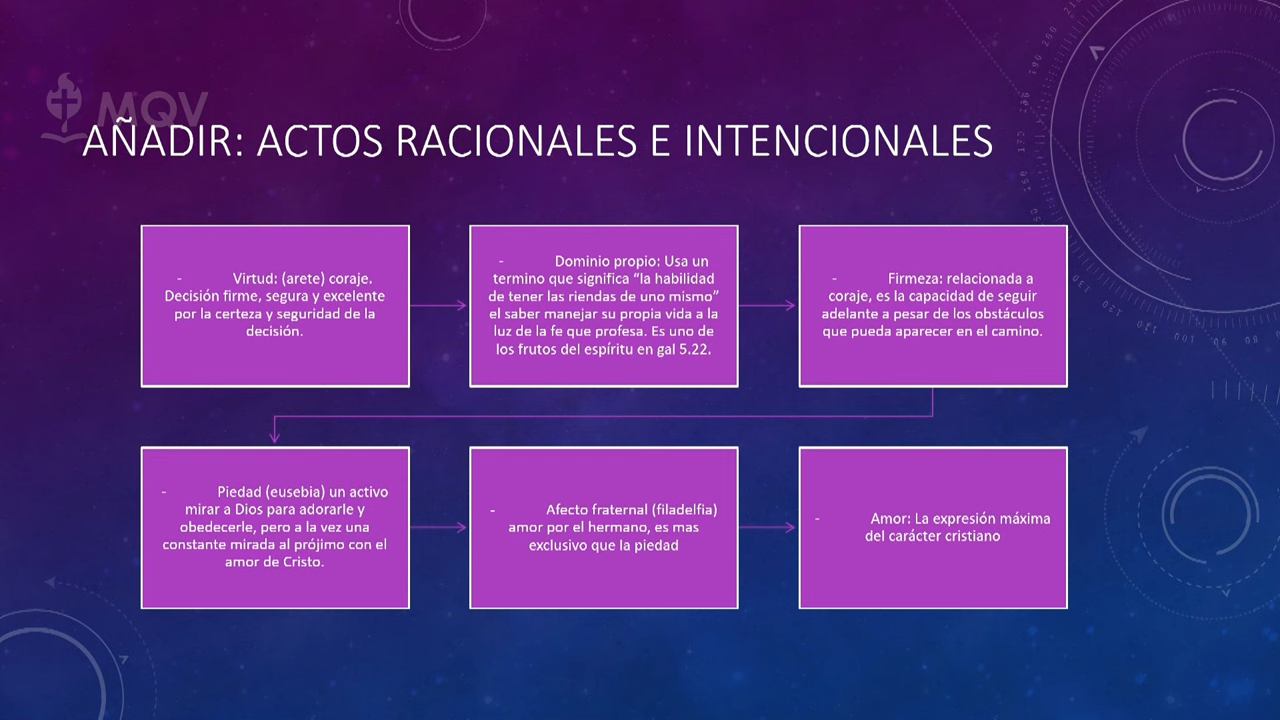 MQV
AÑADIR: ACTOS RACIONALES E INTENCIONALES
- Virtud: (arete) coraje.
Decisión firme, segura y excelente
por la certeza y seguridad de la
decisión.
- Dominio propio: Usa un
termino que significa “la habilidad
de tener las riendas de uno mismo”
el saber manejar su propia vida a la
luz de la fe que profesa. Es uno de
los frutos del espíritu en gal 5.22.
- Firmeza: relacionada a
coraje, es la capacidad de seguir
adelante a pesar de los obstáculos
que pueda aparecer en el camino.
- Piedad (eusebia) un activo
mirar a Dios para adorarle y
obedecerle, pero a la vez una
constante mirada al prójimo con el
amor de Cristo.
- Afecto fraternal (filadelfia)
amor por el hermano, es mas
exclusivo que la piedad
- Amor: La expresión máxima
del carácter cristiano